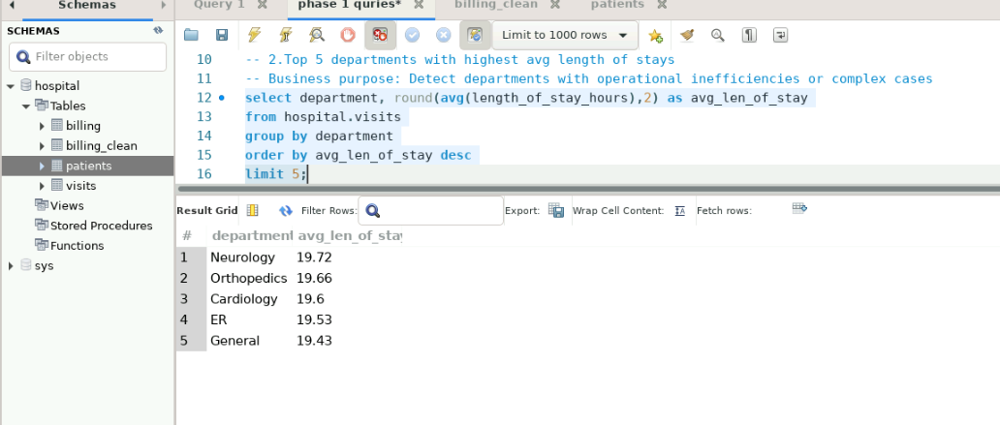 Schemas
Query 1
phase 1 quries*
billing_clean
patients
SCHEMAS
Filter objects
hospital
Tables
billing
billing_clean
patients
visits
Views
Stored Procedures
Functions
sys
Limit to 1000 rows
10 -- 2.Top 5 departments with highest avg length of stays
11 -- Business purpose: Detect departments with operational inefficiencies or complex cases
12 select department, round(avg(length_of_stay_hours),2) as avg_len_of_stay
13 from hospital.visits
14 group by department
15 order by avg_len_of_stay desc
16 limit 5;
Result Grid Filter Rows: Export: Wrap Cell Content: Fetch rows:
# department avg_len_of_stay
1 Neurology 19.72
2 Orthopedics 19.66
3 Cardiology 19.6
4 ER 19.53
5 General 19.43